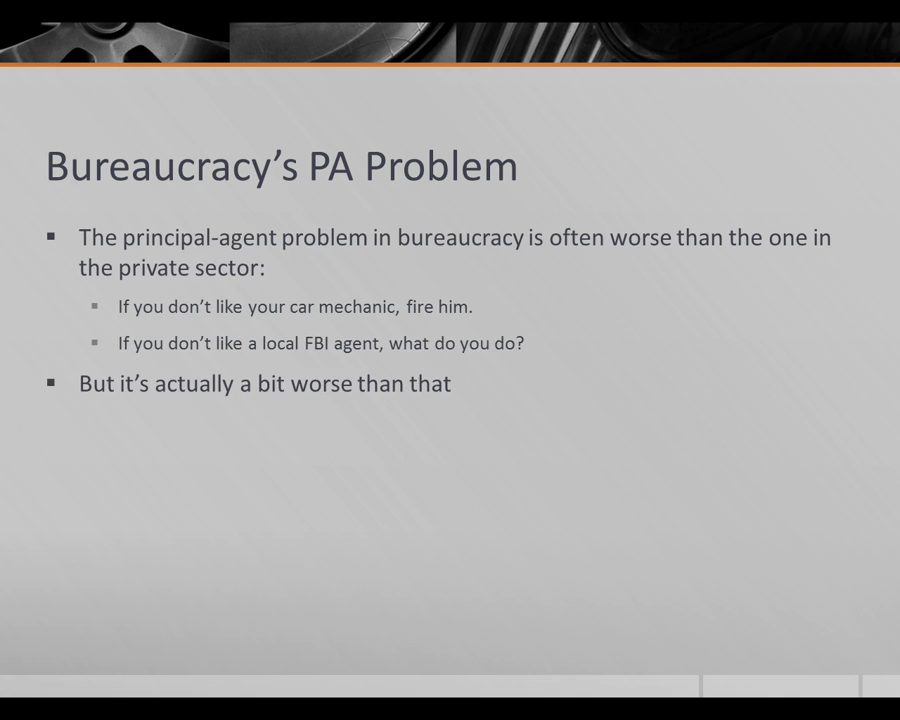 Bureaucracy’s PA Problem
▪ The principal-agent problem in bureaucracy is often worse than the one in
the private sector:
▪ If you don’t like your car mechanic, fire him.
▪ If you don’t like a local FBI agent, what do you do?
▪ But it’s actually a bit worse than that